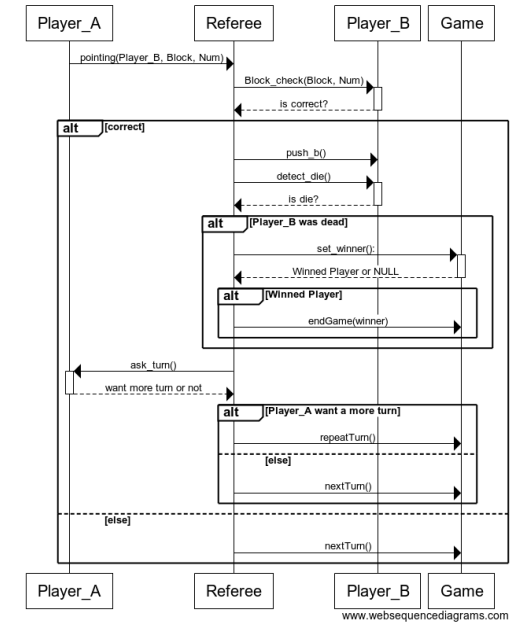 Player_A Referee Player_B Game
pointing(Player_B, Block, Num)
Block_check(Block, Num)
is correct?
alt [correct]
push_b()
detect_die()
is die?
alt [Player_B was dead]
set_winner():
Winned Player or NULL
alt [Winned Player]
endGame(winner)
ask_turn()
want more turn or not
alt [Player_A want a more turn]
repeatTurn()
[else]
nextTurn()
[else]
nextTurn()
Player_A Referee Player_B Game
www.websequencediagrams.com